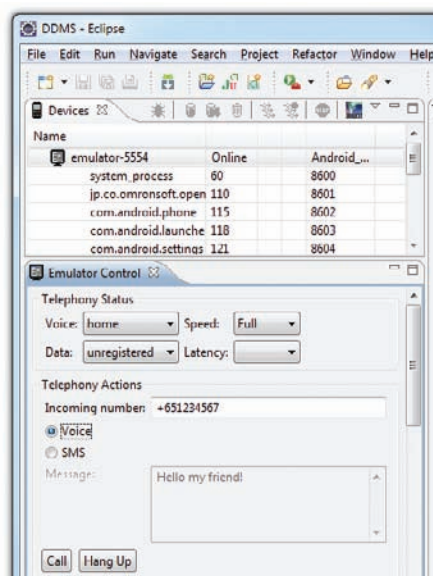 DDMS - Eclipse
File Edit Run Navigate Search Project Refactor Window Help
Devices
Name
emulator-5554 Online Android_...
system_process 60 8600
jp.co.omronsoft.open 110 8601
com.android.phone 115 8602
com.android.launche 118 8603
com.android.settings 121 8604
Emulator Control
Telephony Status
Voice: home Speed: Full
Data: unregistered Latency:
Telephony Actions
Incoming number: +651234567
Voice
SMS
Message: Hello my friend!
Call Hang Up